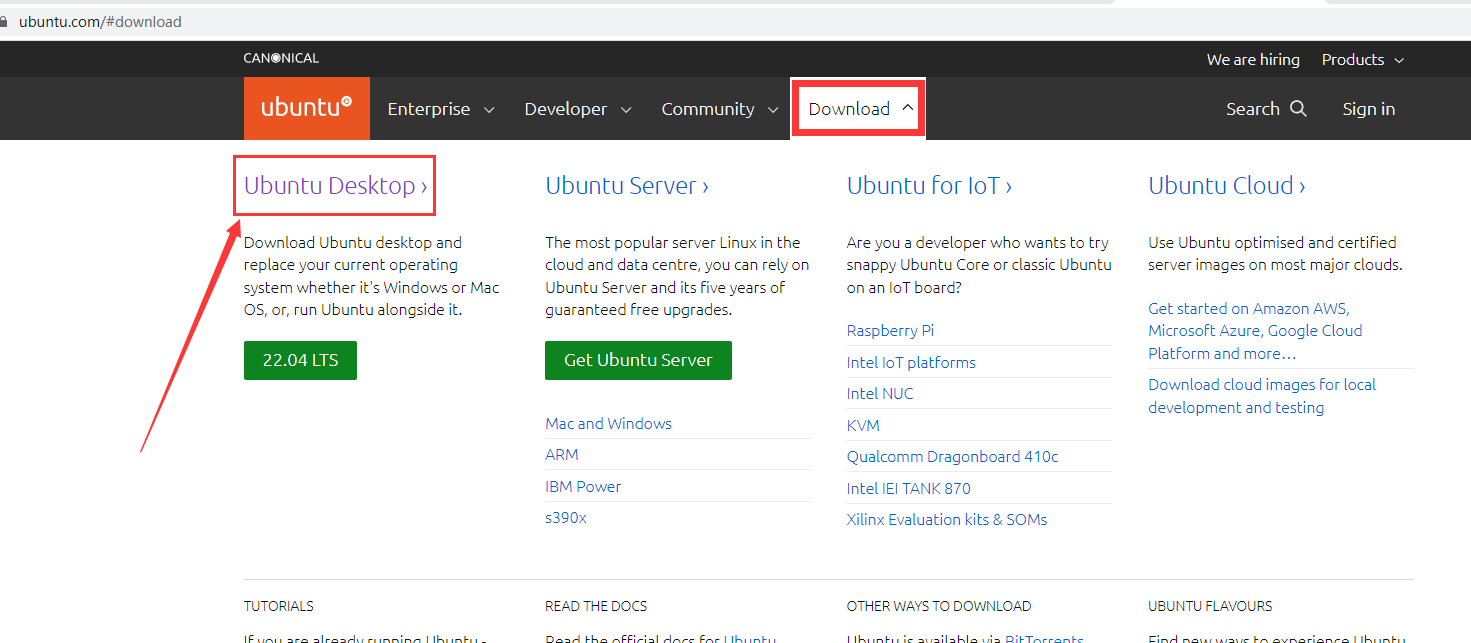 ubuntu.com/#download
CANONICAL
We are hiring
Products
ubuntu
Enterprise
Developer
Community
Download
Search
Sign in
Ubuntu Desktop ›
Download Ubuntu desktop and
replace your current operating
system whether it's Windows or Mac
OS, or, run Ubuntu alongside it.
22.04 LTS
Ubuntu Server ›
The most popular server Linux in the
cloud and data centre, you can rely on
Ubuntu Server and its five years of
guaranteed free upgrades.
Get Ubuntu Server
Mac and Windows
ARM
IBM Power
s390x
Ubuntu for IoT ›
Are you a developer who wants to try
snappy Ubuntu Core or classic Ubuntu
on an IoT board?
Raspberry Pi
Intel IoT platforms
Intel NUC
KVM
Qualcomm Dragonboard 410c
Intel IEI TANK 870
Xilinx Evaluation kits & SOMs
Ubuntu Cloud ›
Use Ubuntu optimised and certified
server images on most major clouds.
Get started on Amazon AWS,
Microsoft Azure, Google Cloud
Platform and more…
Download cloud images for local
development and testing
TUTORIALS
If you are already running Ubuntu -
READ THE DOCS
Read the official docs for Ubuntu
OTHER WAYS TO DOWNLOAD
Ubuntu is available via BitTorrents
UBUNTU FLAVOURS
Find new ways to experience Ubuntu